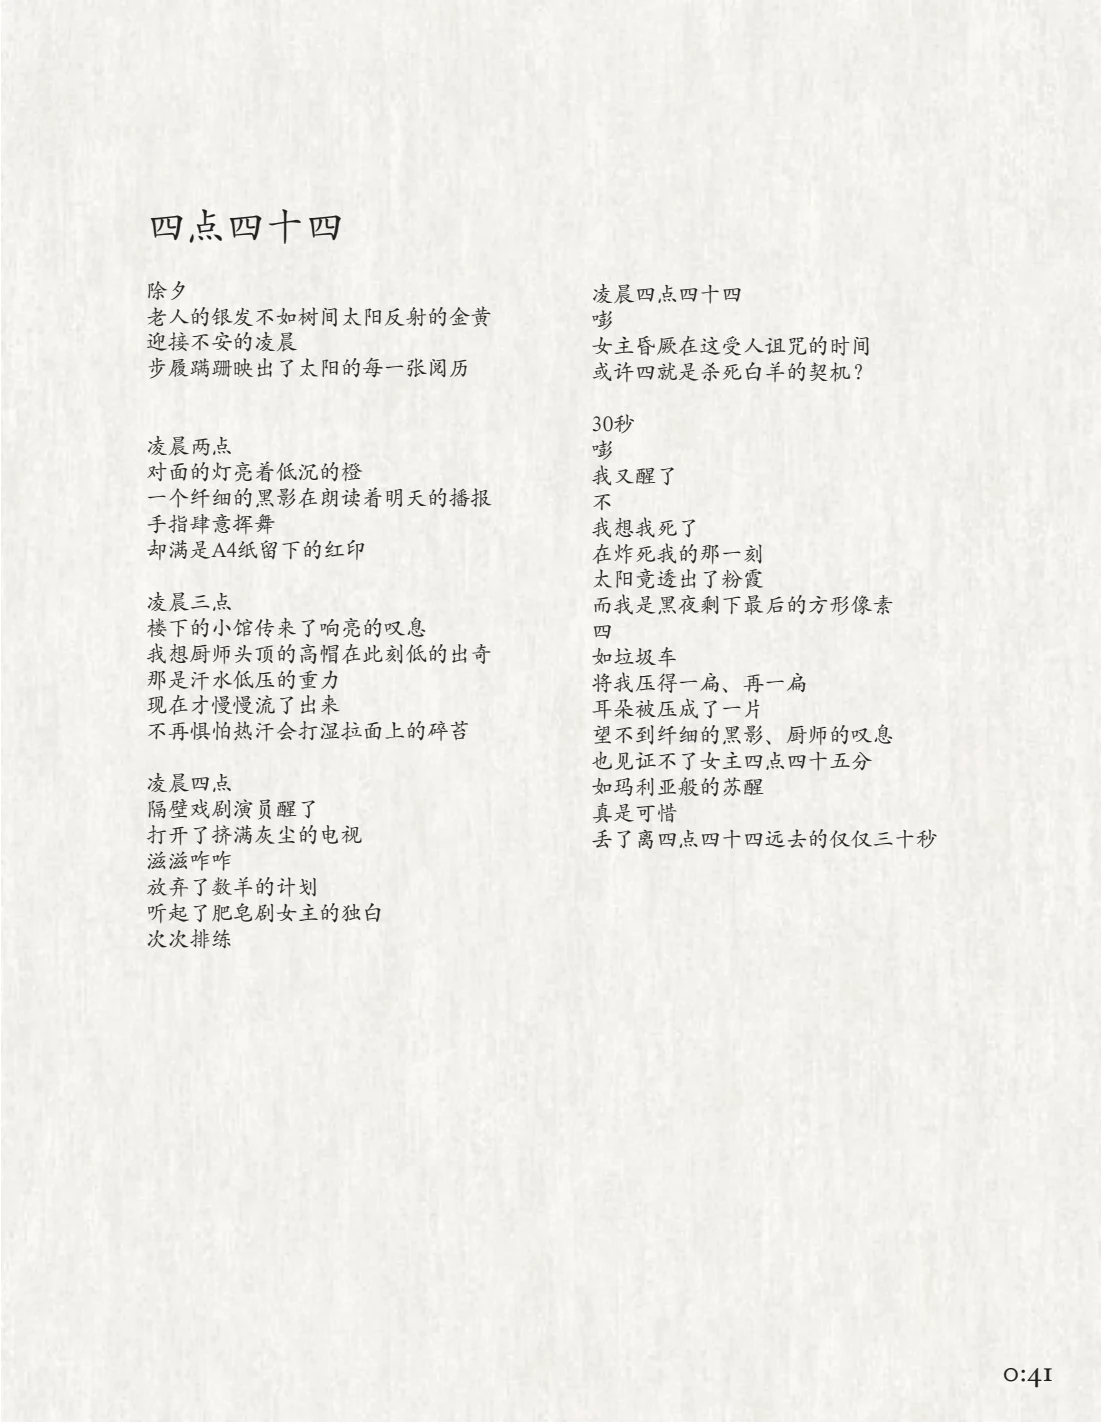 四点四十四
除夕
老人的银发不如树间太阳反射的金黄
迎接不安的凌晨
步履蹒跚映出了太阳的每一张阅历
凌晨两点
对面的灯亮着低沉的橙
一个纤细的黑影在朗读着明天的播报
手指肆意挥舞
却满是A4纸留下的红印
凌晨三点
楼下的小馆传来了响亮的叹息
我想厨师头顶的高帽在此刻低的出奇
那是汗水低压的重力
现在才慢慢流了出来
不再惧怕热汗会打湿拉面上的碎苔
凌晨四点
隔壁戏剧演员醒了
打开了挤满灰尘的电视
滋滋咋咋
放弃了数羊的计划
听起了肥皂剧女主的独白
次次排练
凌晨四点四十四
嘭
女主昏厥在这受人诅咒的时间
或许四就是杀死白羊的契机？
30秒
嘭
我又醒了
不
我想我死了
在炸死我的那一刻
太阳竟透出了粉霞
而我是黑夜剩下最后的方形像素
四
如垃圾车
将我压得一扁、再一扁
耳朵被压成了一片
望不到纤细的黑影、厨师的叹息
也见证不了女主四点四十五分
如玛利亚般的苏醒
真是可惜
丢了离四点四十四远去的仅仅三十秒
0:41